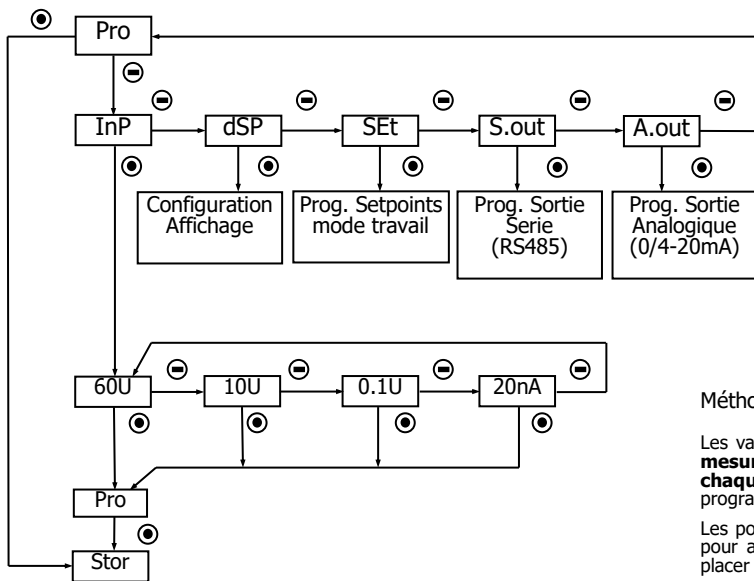 Pro
InP
dSP
SEt
S.out
A.out
Configuration
Affichage
Prog. Setpoints
mode travail
Prog. Sortie
Serie
(RS485)
Prog. Sortie
Analogique
(0/4-20mA)
60U
10U
0.1U
20nA
Pro
Stor
Les